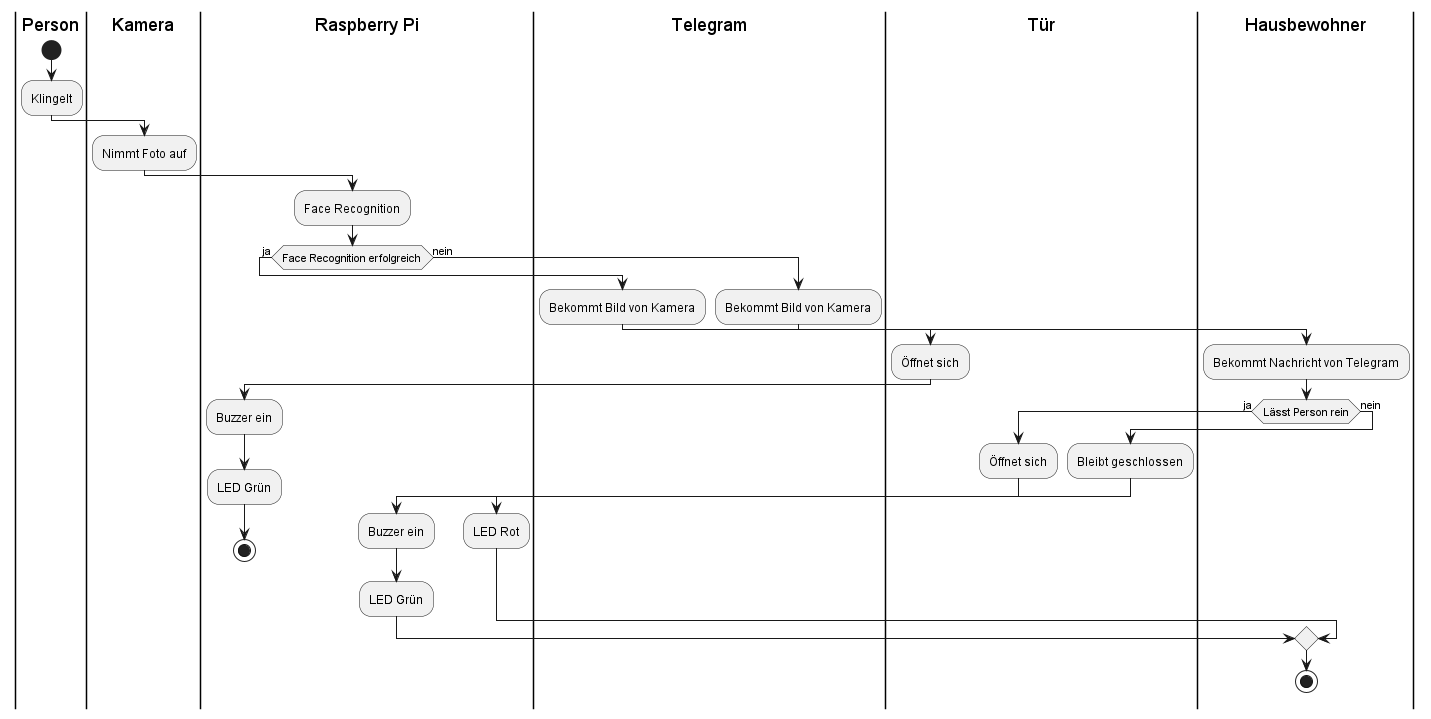 Person
Kamera
Raspberry Pi
Telegram
Tür
Hausbewohner
Klingelt
Nimmt Foto auf
Face Recognition
ja
Face Recognition erfolgreich
nein
Bekommt Bild von Kamera
Bekommt Bild von Kamera
Öffnet sich
Bekommt Nachricht von Telegram
Buzzer ein
ja
Lässt Person rein
nein
Öffnet sich
Bleibt geschlossen
LED Grün
Buzzer ein
LED Rot
LED Grün